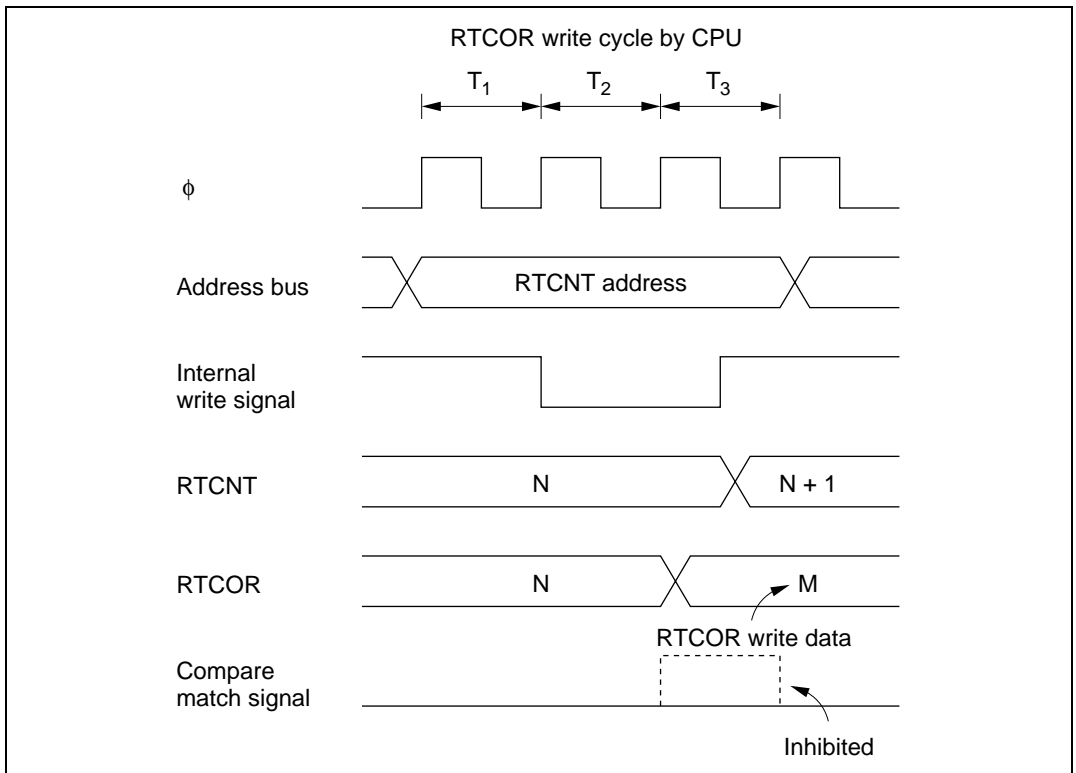 RTCOR write cycle by CPU
T1 T2 T3
ϕ
Address bus
RTCNT address
Internal
write signal
RTCNT
N
N + 1
RTCOR
N
M
RTCOR write data
Compare
match signal
Inhibited